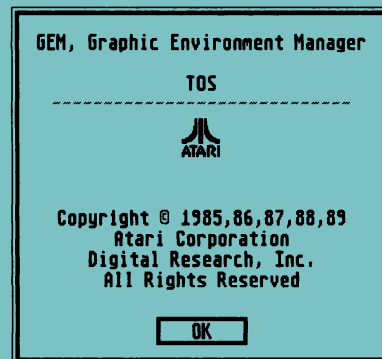 GEM, Graphic Environment Manager
TOS
~~~~~~~~~~~~~~~~~~~~~~~~~~~~~~~~~~
ATARI
Copyright © 1985,86,87,88,89
Atari Corporation
Digital Research, Inc.
All Rights Reserved
OK